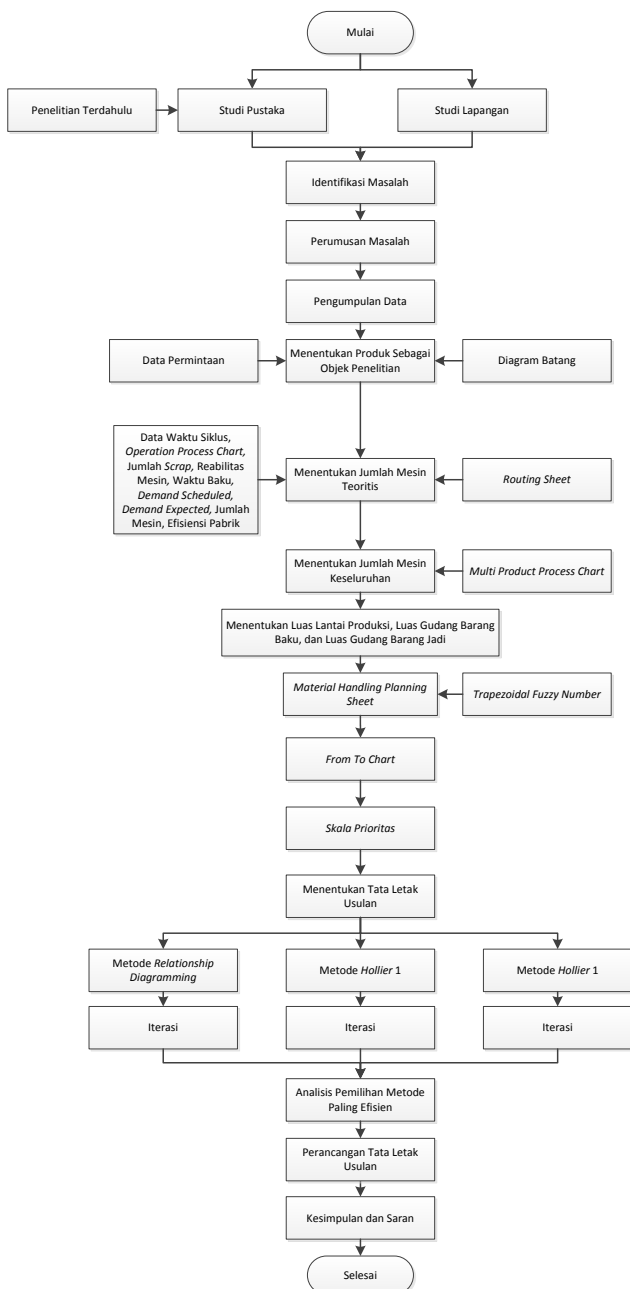 Mulai
Penelitian Terdahulu
Studi Pustaka
Studi Lapangan
Identifikasi Masalah
Perumusan Masalah
Pengumpulan Data
Data Permintaan
Menentukan Produk Sebagai
Objek Penelitian
Diagram Batang
Data Waktu Siklus,
Operation Process Chart,
Jumlah Scrap, Reabilitas
Mesin, Waktu Baku,
Demand Scheduled,
Demand Expected, Jumlah
Mesin, Efisiensi Pabrik
Menentukan Jumlah Mesin
Teoritis
Routing Sheet
Menentukan Jumlah Mesin
Keseluruhan
Multi Product Process Chart
Menentukan Luas Lantai Produksi, Luas Gudang Barang
Baku, dan Luas Gudang Barang Jadi
Material Handling Planning
Sheet
Trapezoidal Fuzzy Number
From To Chart
Skala Prioritas
Menentukan Tata Letak
Usulan
Metode Relationship
Diagramming
Metode Hollier 1
Metode Hollier 1
Iterasi
Iterasi
Iterasi
Analisis Pemilihan Metode
Paling Efisien
Perancangan Tata Letak
Usulan
Kesimpulan dan Saran
Selesai